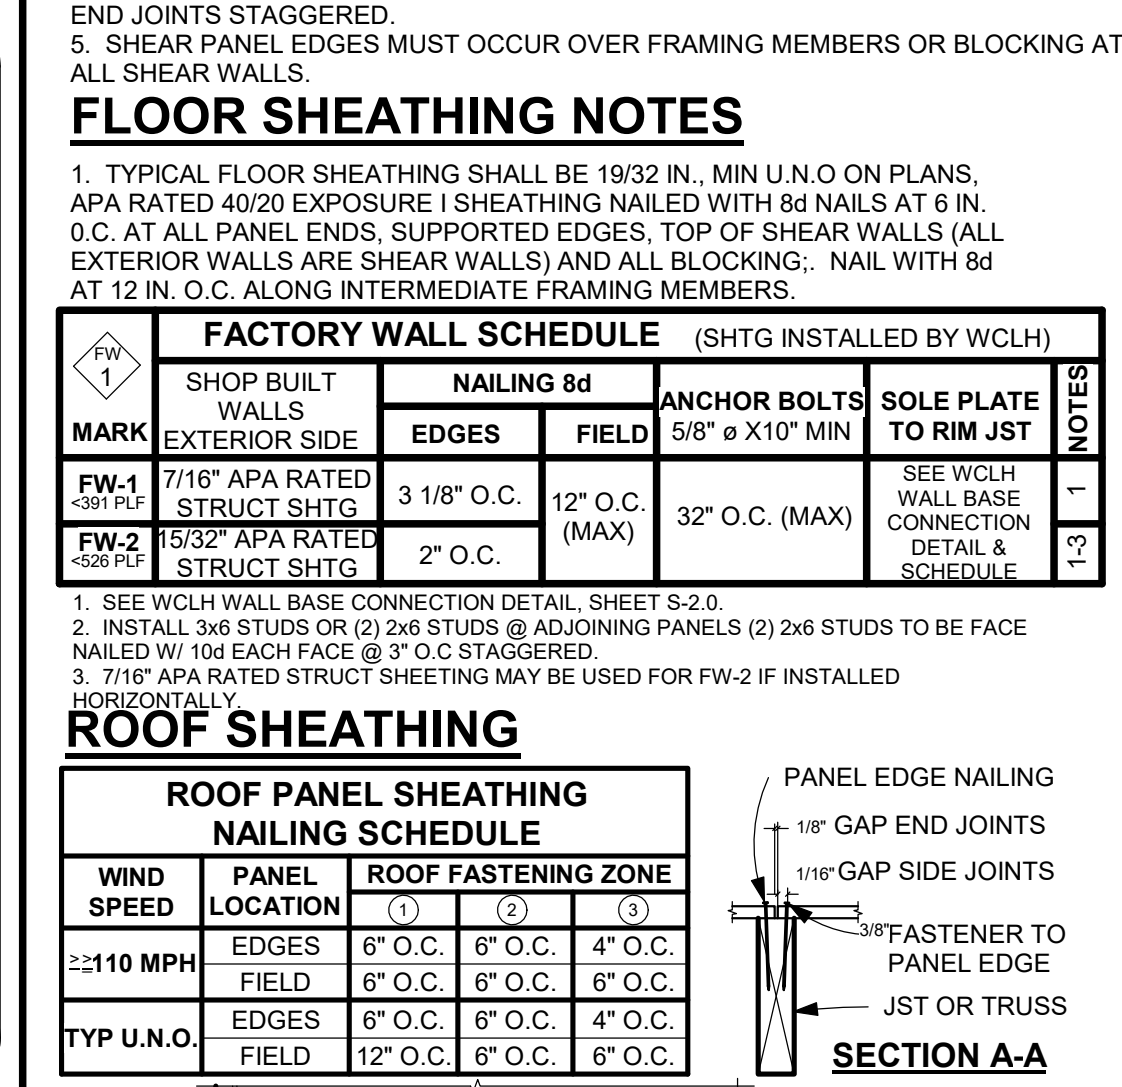 END JOINTS STAGGERED.
5. SHEAR PANEL EDGES MUST OCCUR OVER FRAMING MEMBERS OR BLOCKING AT
ALL SHEAR WALLS.
FLOOR SHEATHING NOTES
1. TYPICAL FLOOR SHEATHING SHALL BE 19/32 IN., MIN U.N.O ON PLANS,
APA RATED 40/20 EXPOSURE I SHEATHING NAILED WITH 8d NAILS AT 6 IN.
0.C. AT ALL PANEL ENDS, SUPPORTED EDGES, TOP OF SHEAR WALLS (ALL
EXTERIOR WALLS ARE SHEAR WALLS) AND ALL BLOCKING;. NAIL WITH 8d
AT 12 IN. O.C. ALONG INTERMEDIATE FRAMING MEMBERS.
FW
1
MARK
FACTORY WALL SCHEDULE (SHTG INSTALLED BY WCLH)
SHOP BUILT
WALLS
EXTERIOR SIDE
NAILING 8d
EDGES
FIELD
ANCHOR BOLTS
5/8" ø X10" MIN
SOLE PLATE
TO RIM JST
NOTES
FW-1
<391 PLF
7/16" APA RATED
STRUCT SHTG
3 1/8" O.C.
12" O.C.
(MAX)
32" O.C. (MAX)
SEE WCLH
WALL BASE
CONNECTION
DETAIL &
SCHEDULE
1
FW-2
<526 PLF
15/32" APA RATED
STRUCT SHTG
2" O.C.
1-3
1. SEE WCLH WALL BASE CONNECTION DETAIL, SHEET S-2.0.
2. INSTALL 3x6 STUDS OR (2) 2x6 STUDS @ ADJOINING PANELS (2) 2x6 STUDS TO BE FACE
NAILED W/ 10d EACH FACE @ 3" O.C STAGGERED.
3. 7/16" APA RATED STRUCT SHEETING MAY BE USED FOR FW-2 IF INSTALLED
HORIZONTALLY.
ROOF SHEATHING
ROOF PANEL SHEATHING
NAILING SCHEDULE
WIND
SPEED
PANEL
LOCATION
ROOF FASTENING ZONE
1 2 3
≥≥110 MPH
EDGES 6" O.C. 6" O.C. 4" O.C.
FIELD 6" O.C. 6" O.C. 6" O.C.
TYP U.N.O.
EDGES 6" O.C. 6" O.C. 4" O.C.
FIELD 12" O.C. 6" O.C. 6" O.C.
PANEL EDGE NAILING
1/8" GAP END JOINTS
1/16" GAP SIDE JOINTS
3/8" FASTENER TO
PANEL EDGE
JST OR TRUSS
SECTION A-A